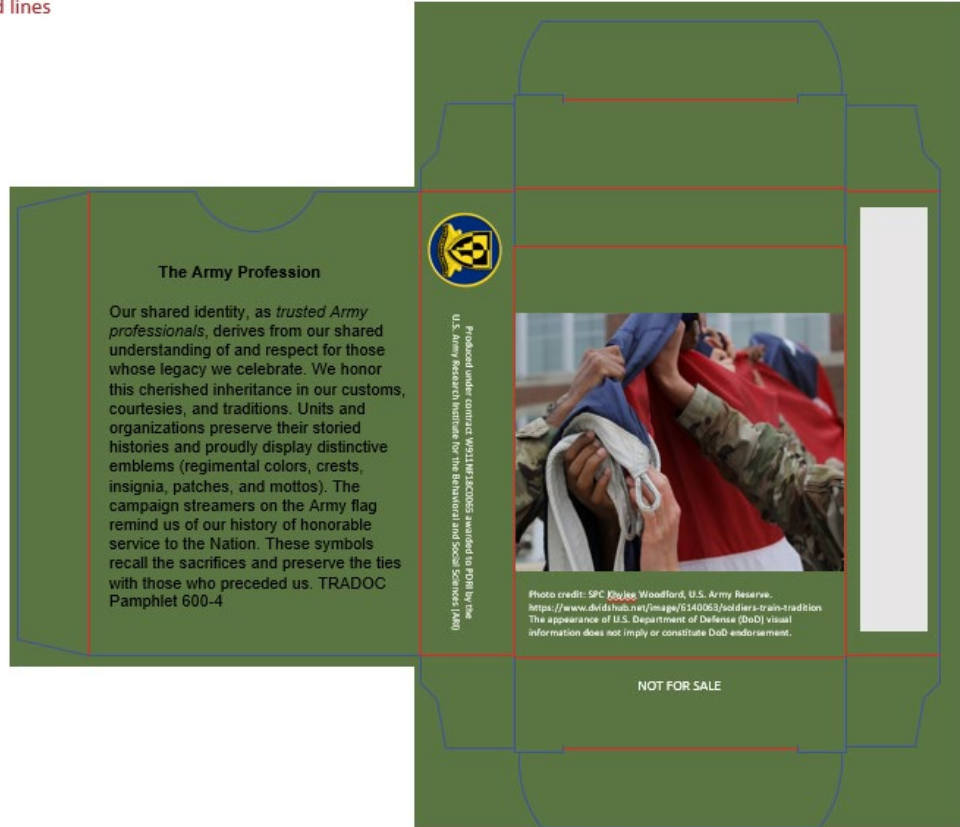 d lines
The Army Profession
Our shared identity, as trusted Army
professionals, derives from our shared
understanding of and respect for those
whose legacy we celebrate. We honor
this cherished inheritance in our customs,
courtesies, and traditions. Units and
organizations preserve their storied
histories and proudly display distinctive
emblems (regimental colors, crests,
insignia, patches, and mottos). The
campaign streamers on the Army flag
remind us of our history of honorable
service to the Nation. These symbols
recall the sacrifices and preserve the ties
with those who preceded us. TRADOC
Pamphlet 600-4
Produced under contract W911NF18C0065 awarded to PDRI by the
U.S. Army Research Institute for the Behavioral and Social Sciences (ARI)
Photo credit: SPC Khylee Woodford, U.S. Army Reserve.
https://www.dvidshub.net/image/6140063/soldiers-train-tradition
The appearance of U.S. Department of Defense (DoD) visual
information does not imply or constitute DoD endorsement.
NOT FOR SALE